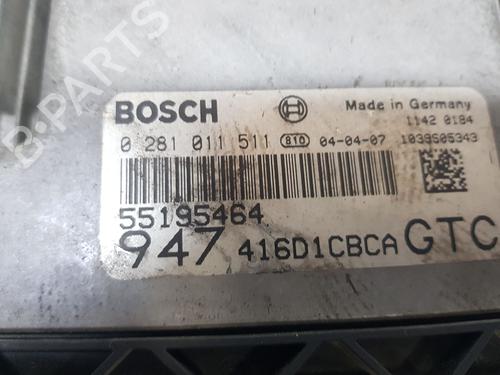 BOSCH
Made in Germany
1142 0184
0 281 011 511 810 04-04-07 1039S05343
55195464
947 416D1CBCA GTC
B-PARTS